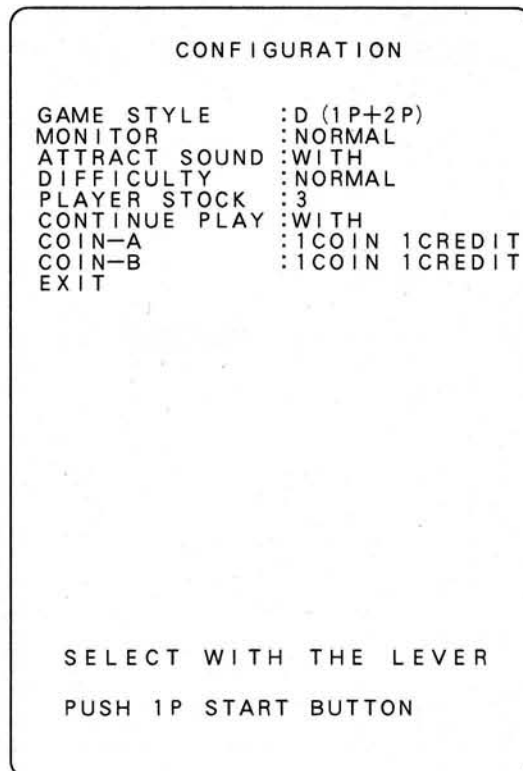 CONFIGURATION
GAME STYLE :D (1P+2P)
MONITOR :NORMAL
ATTRACT SOUND :WITH
DIFFICULTY :NORMAL
PLAYER STOCK :3
CONTINUE PLAY :WITH
COIN-A :1COIN 1CREDIT
COIN-B :1COIN 1CREDIT
EXIT
SELECT WITH THE LEVER
PUSH 1P START BUTTON